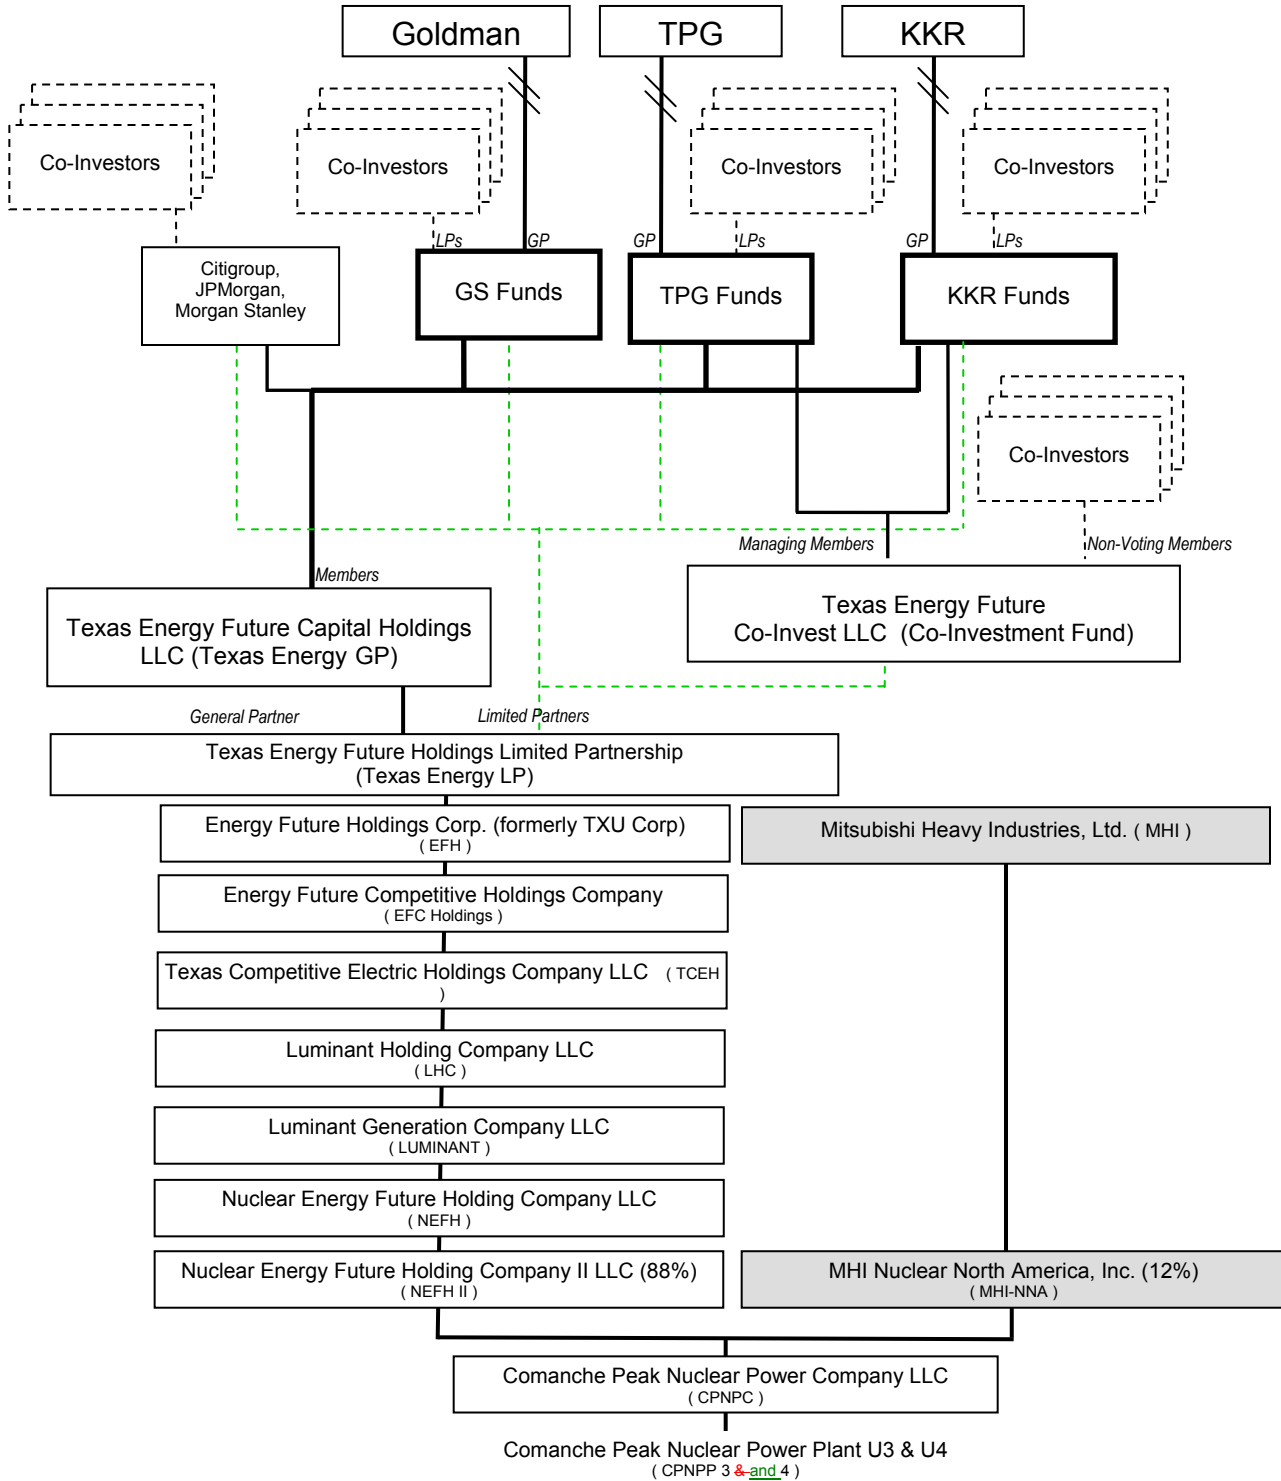 Goldman
TPG
KKR
Co-Investors
Co-Investors
Co-Investors
Co-Investors
LPs
GP
GP
LPs
GP
LPs
Citigroup,
JPMorgan,
Morgan Stanley
GS Funds
TPG Funds
KKR Funds
Co-Investors
Managing Members
Non-Voting Members
Members
Texas Energy Future Capital Holdings
LLC (Texas Energy GP)
Texas Energy Future
Co-Invest LLC (Co-Investment Fund)
General Partner
Limited Partners
Texas Energy Future Holdings Limited Partnership
(Texas Energy LP)
Energy Future Holdings Corp. (formerly TXU Corp)
( EFH )
Mitsubishi Heavy Industries, Ltd. ( MHI )
Energy Future Competitive Holdings Company
( EFC Holdings )
Texas Competitive Electric Holdings Company LLC ( TCEH
)
Luminant Holding Company LLC
( LHC )
Luminant Generation Company LLC
( LUMINANT )
Nuclear Energy Future Holding Company LLC
( NEFH )
Nuclear Energy Future Holding Company II LLC (88%)
( NEFH II )
MHI Nuclear North America, Inc. (12%)
( MHI-NNA )
Comanche Peak Nuclear Power Company LLC
( CPNPC )
Comanche Peak Nuclear Power Plant U3 & U4
( CPNPP 3 & and 4 )